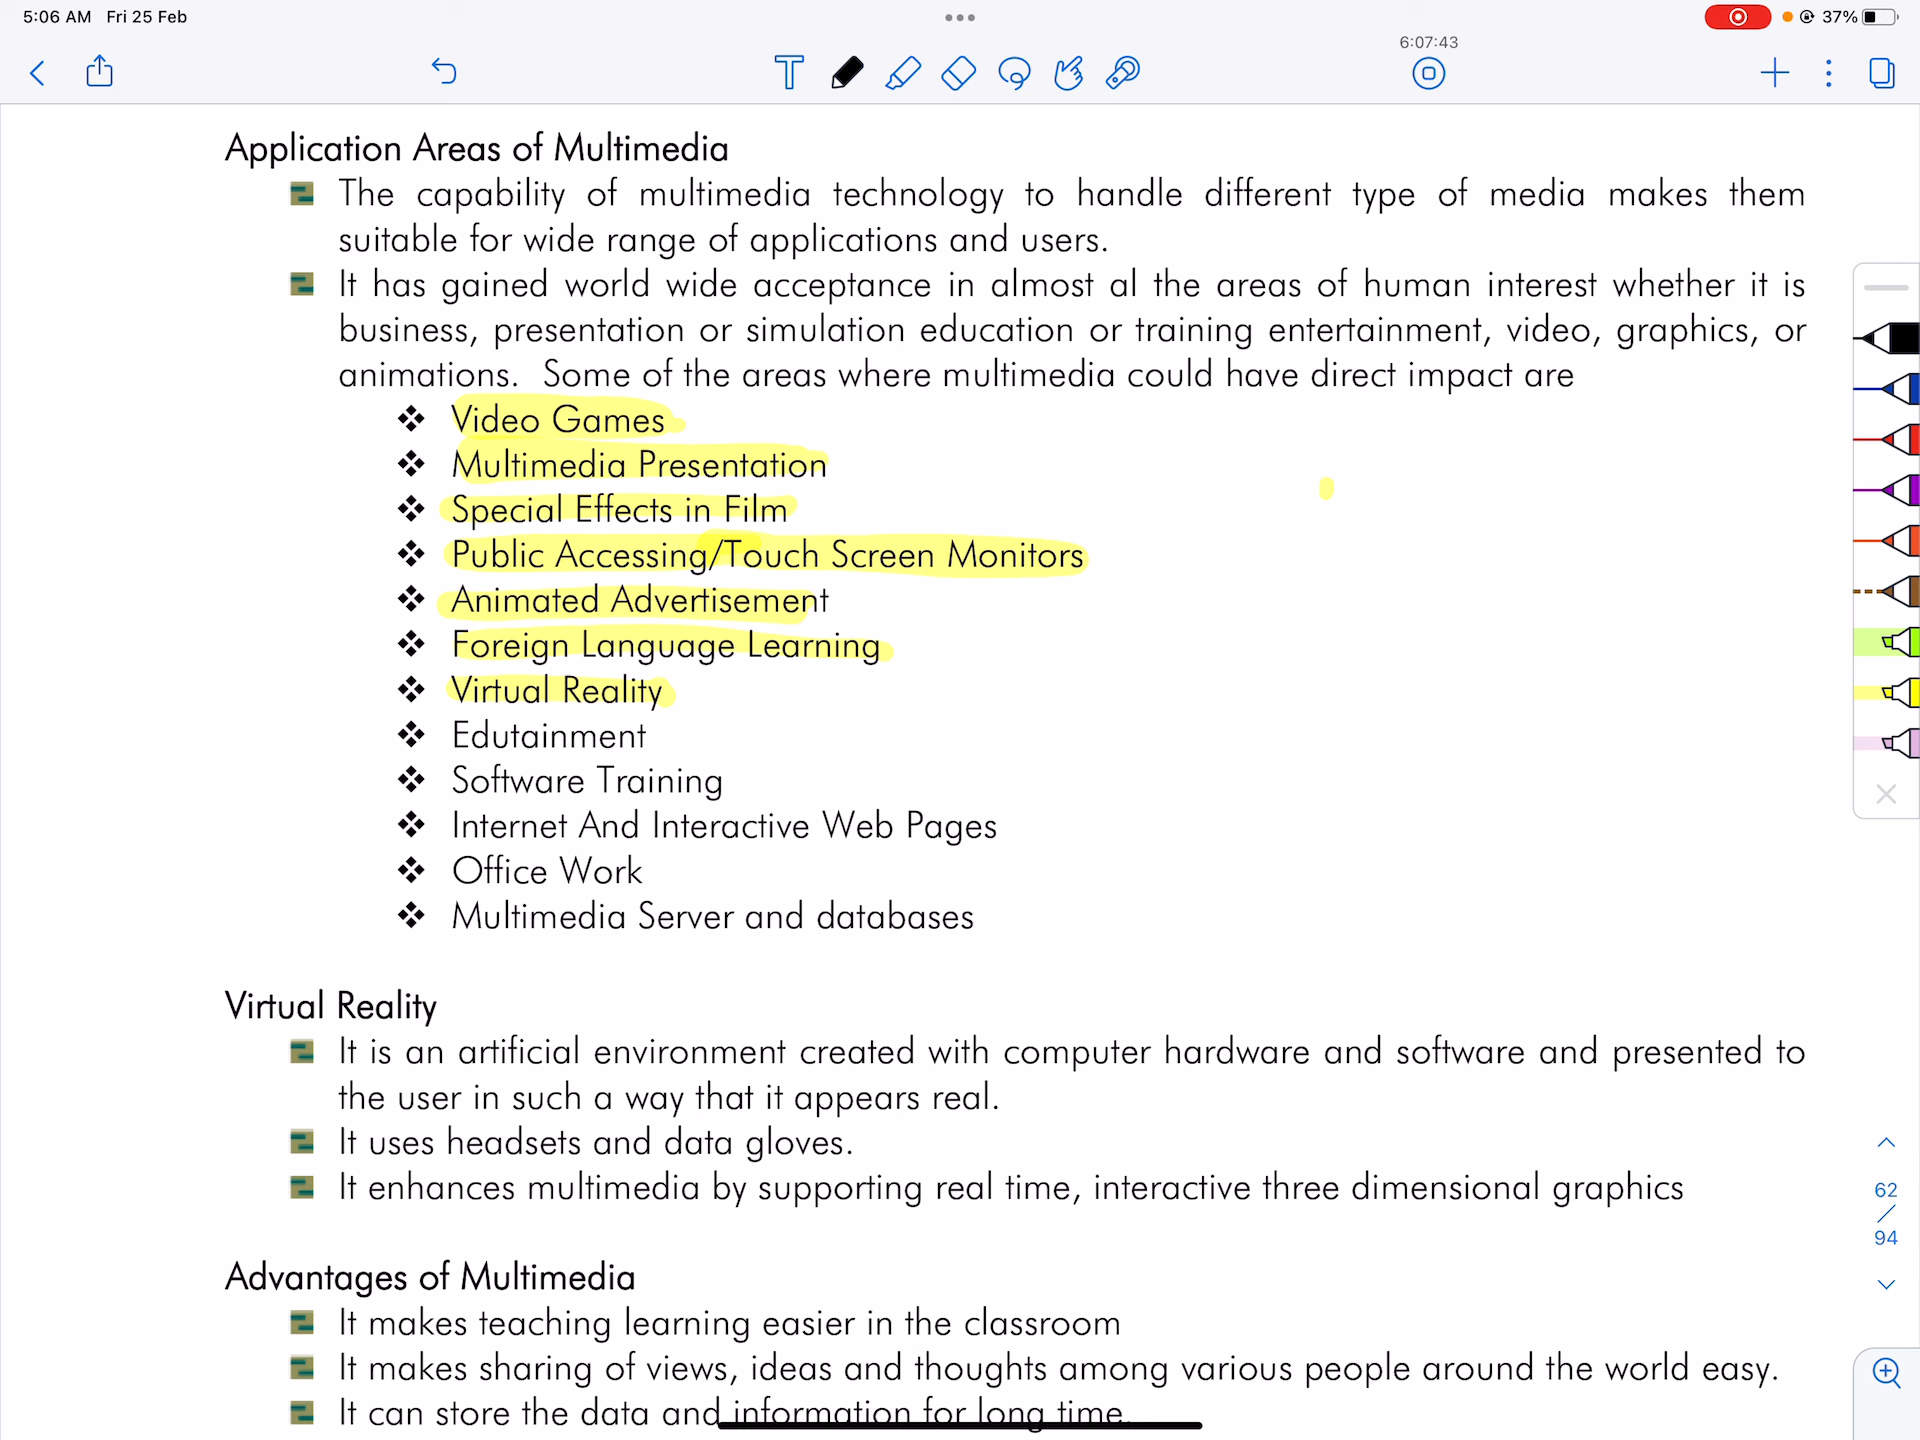 5:06 AM Fri 25 Feb
37%
6:07:43
Application Areas of Multimedia
The capability of multimedia technology to handle different type of media makes them
suitable for wide range of applications and users.
It has gained world wide acceptance in almost al the areas of human interest whether it is
business, presentation or simulation education or training entertainment, video, graphics, or
animations. Some of the areas where multimedia could have direct impact are
Video Games
Multimedia Presentation
Special Effects in Film
Public Accessing/Touch Screen Monitors
Animated Advertisement
Foreign Language Learning
Virtual Reality
Edutainment
Software Training
Internet And Interactive Web Pages
Office Work
Multimedia Server and databases
Virtual Reality
It is an artificial environment created with computer hardware and software and presented to
the user in such a way that it appears real.
It uses headsets and data gloves.
It enhances multimedia by supporting real time, interactive three dimensional graphics
62
/
94
Advantages of Multimedia
It makes teaching learning easier in the classroom
It makes sharing of views, ideas and thoughts among various people around the world easy.
It can store the data and information for long time.